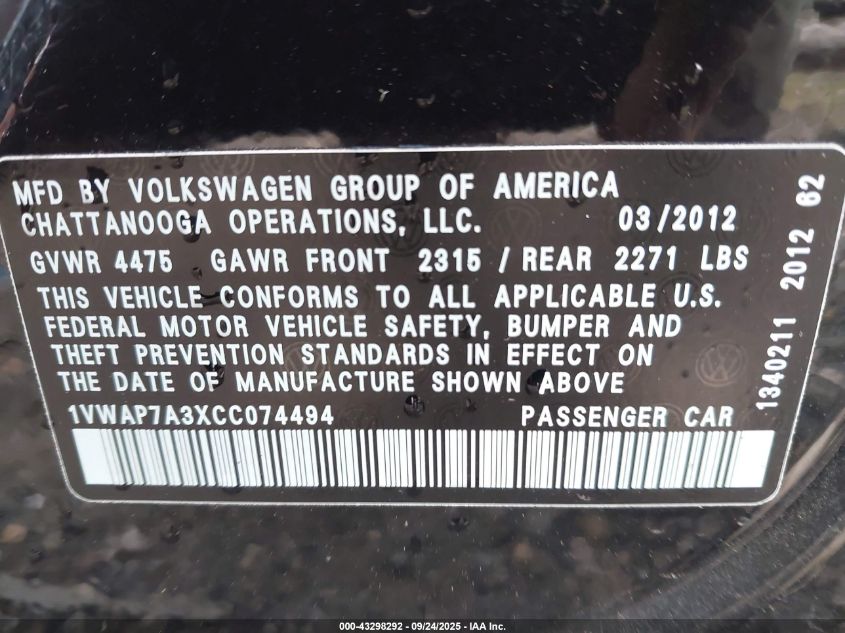 MFD BY VOLKSWAGEN GROUP OF AMERICA
CHATTANOOGA OPERATIONS, LLC. 03/2012
GVWR 4475 GAWR FRONT 2315 / REAR 2271 LBS
THIS VEHICLE CONFORMS TO ALL APPLICABLE U.S.
FEDERAL MOTOR VEHICLE SAFETY, BUMPER AND
THEFT PREVENTION STANDARDS IN EFFECT ON
THE DATE OF MANUFACTURE SHOWN ABOVE
1VWAP7A3XCC074494 PASSENGER CAR
1340211 2012 62
000-43298292 - 09/24/2025 - IAA Inc.